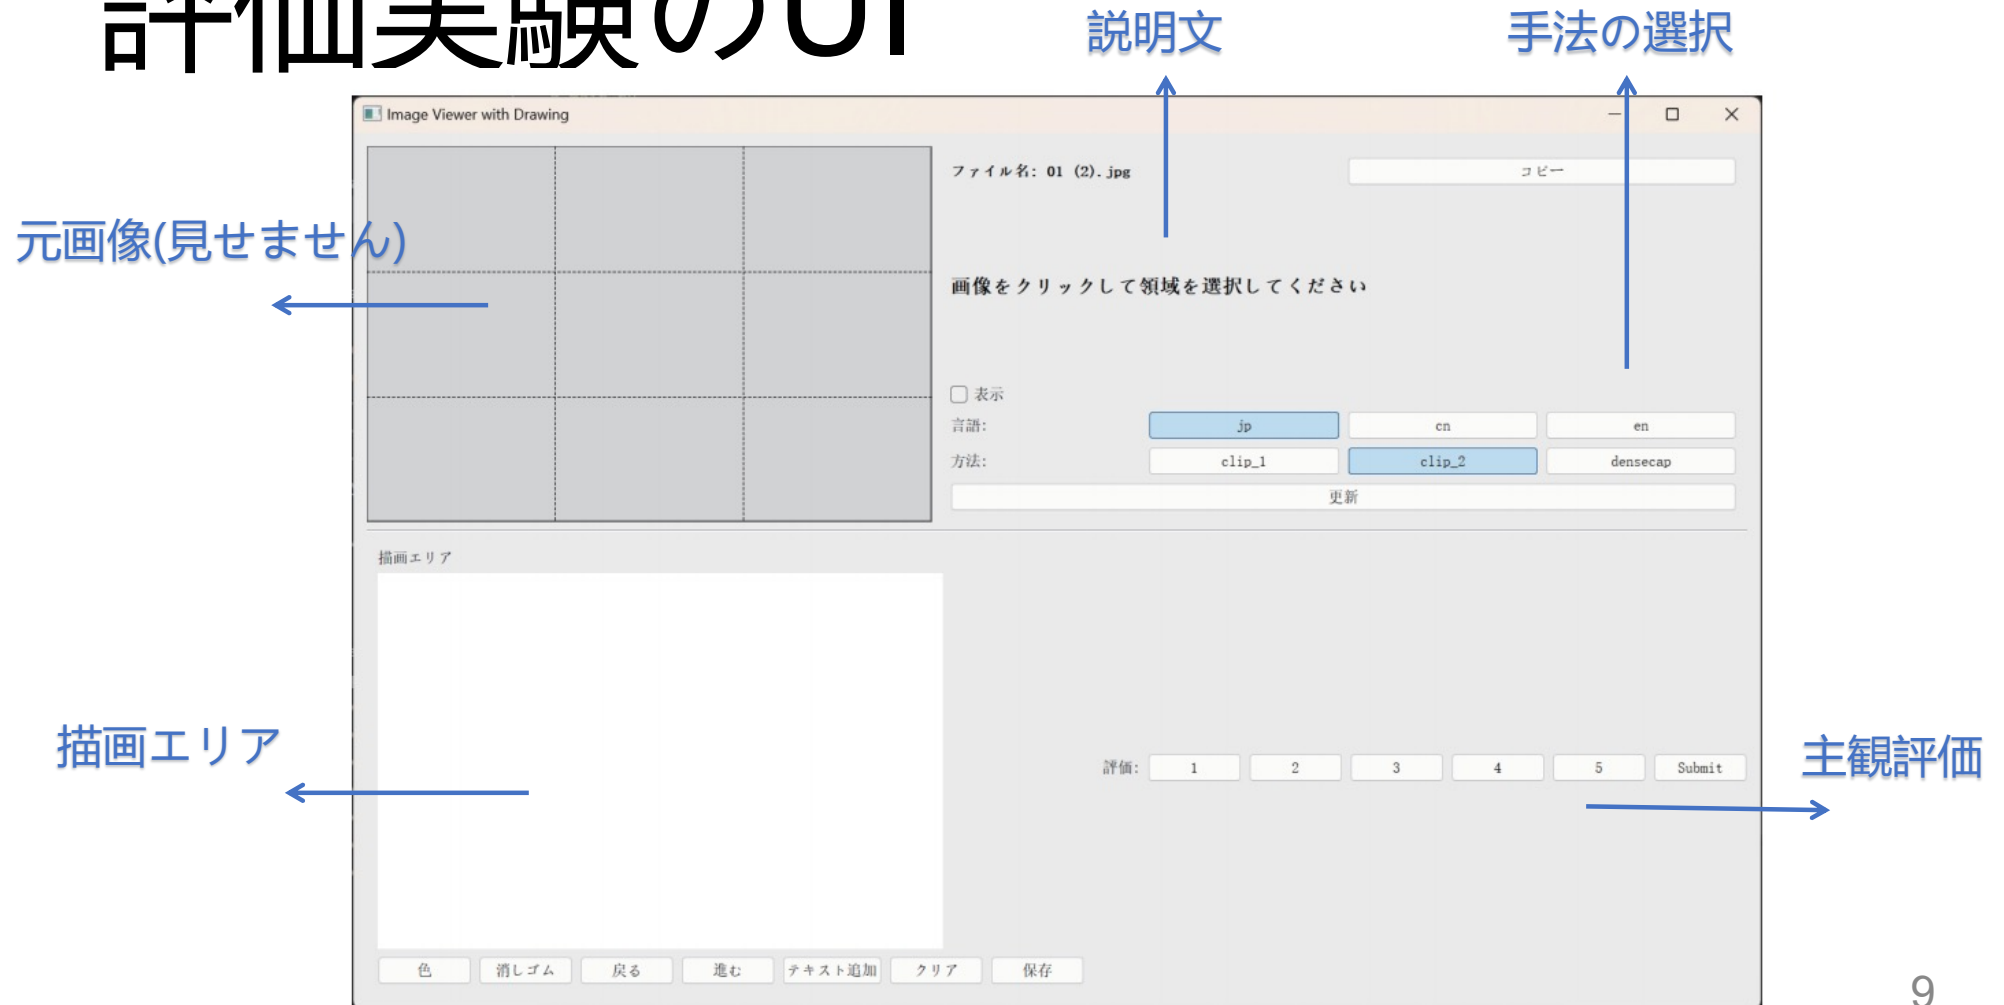 評価実験のUI
説明文
手法の選択
Image Viewer with Drawing
ファイル名: 01 (2).jpg
コピー
元画像(見せません)
画像をクリックして領域を選択してください
表示
言語: jp cn en
方法: clip_1 clip_2 densecap
更新
描画エリア
描画エリア
評価: 1 2 3 4 5 Submit
主観評価
色 消しゴム 戻る 進む テキスト追加 クリア 保存
9